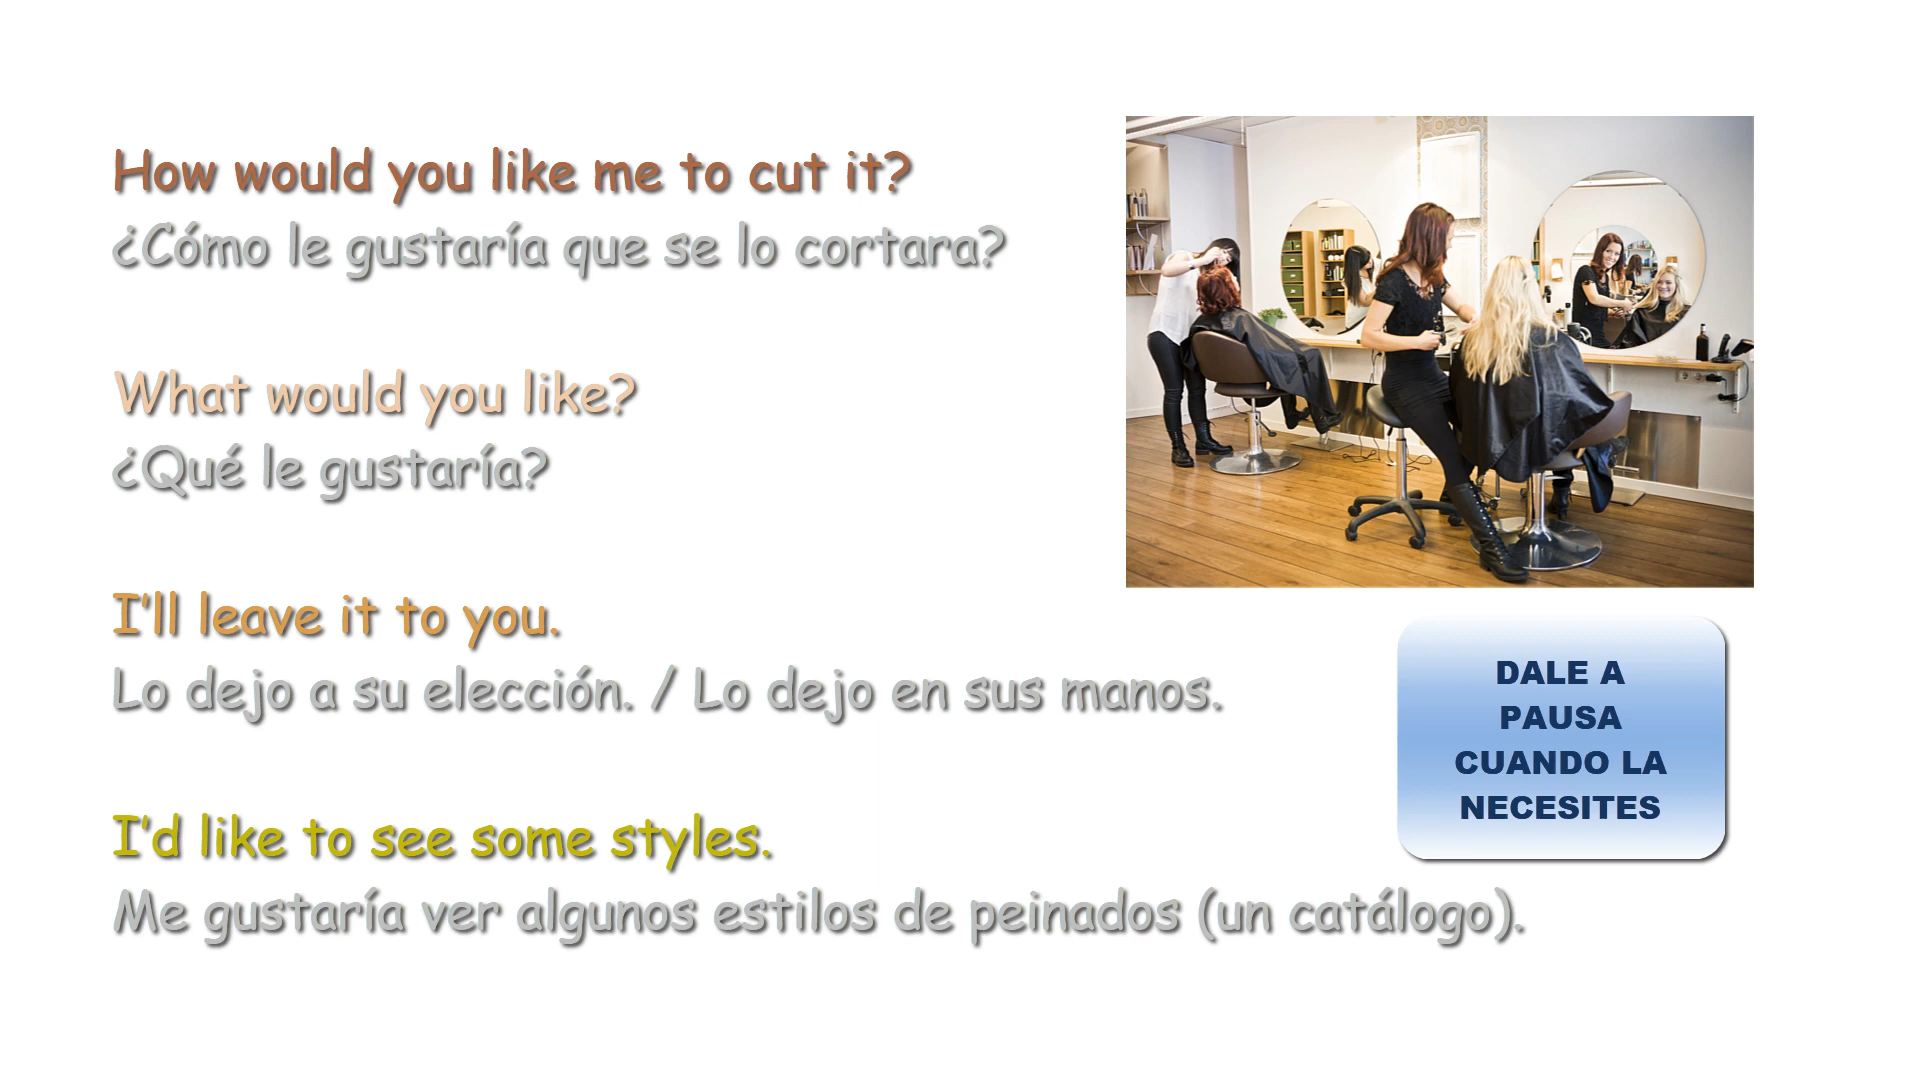 How would you like me to cut it?
¿Cómo le gustaría que se lo cortara?
What would you like?
¿Qué le gustaría?
I'll leave it to you.
Lo dejo a su elección. / Lo dejo en sus manos.
I'd like to see some styles.
Me gustaría ver algunos estilos de peinados (un catálogo).
DALE A
PAUSA
CUANDO LA
NECESITES